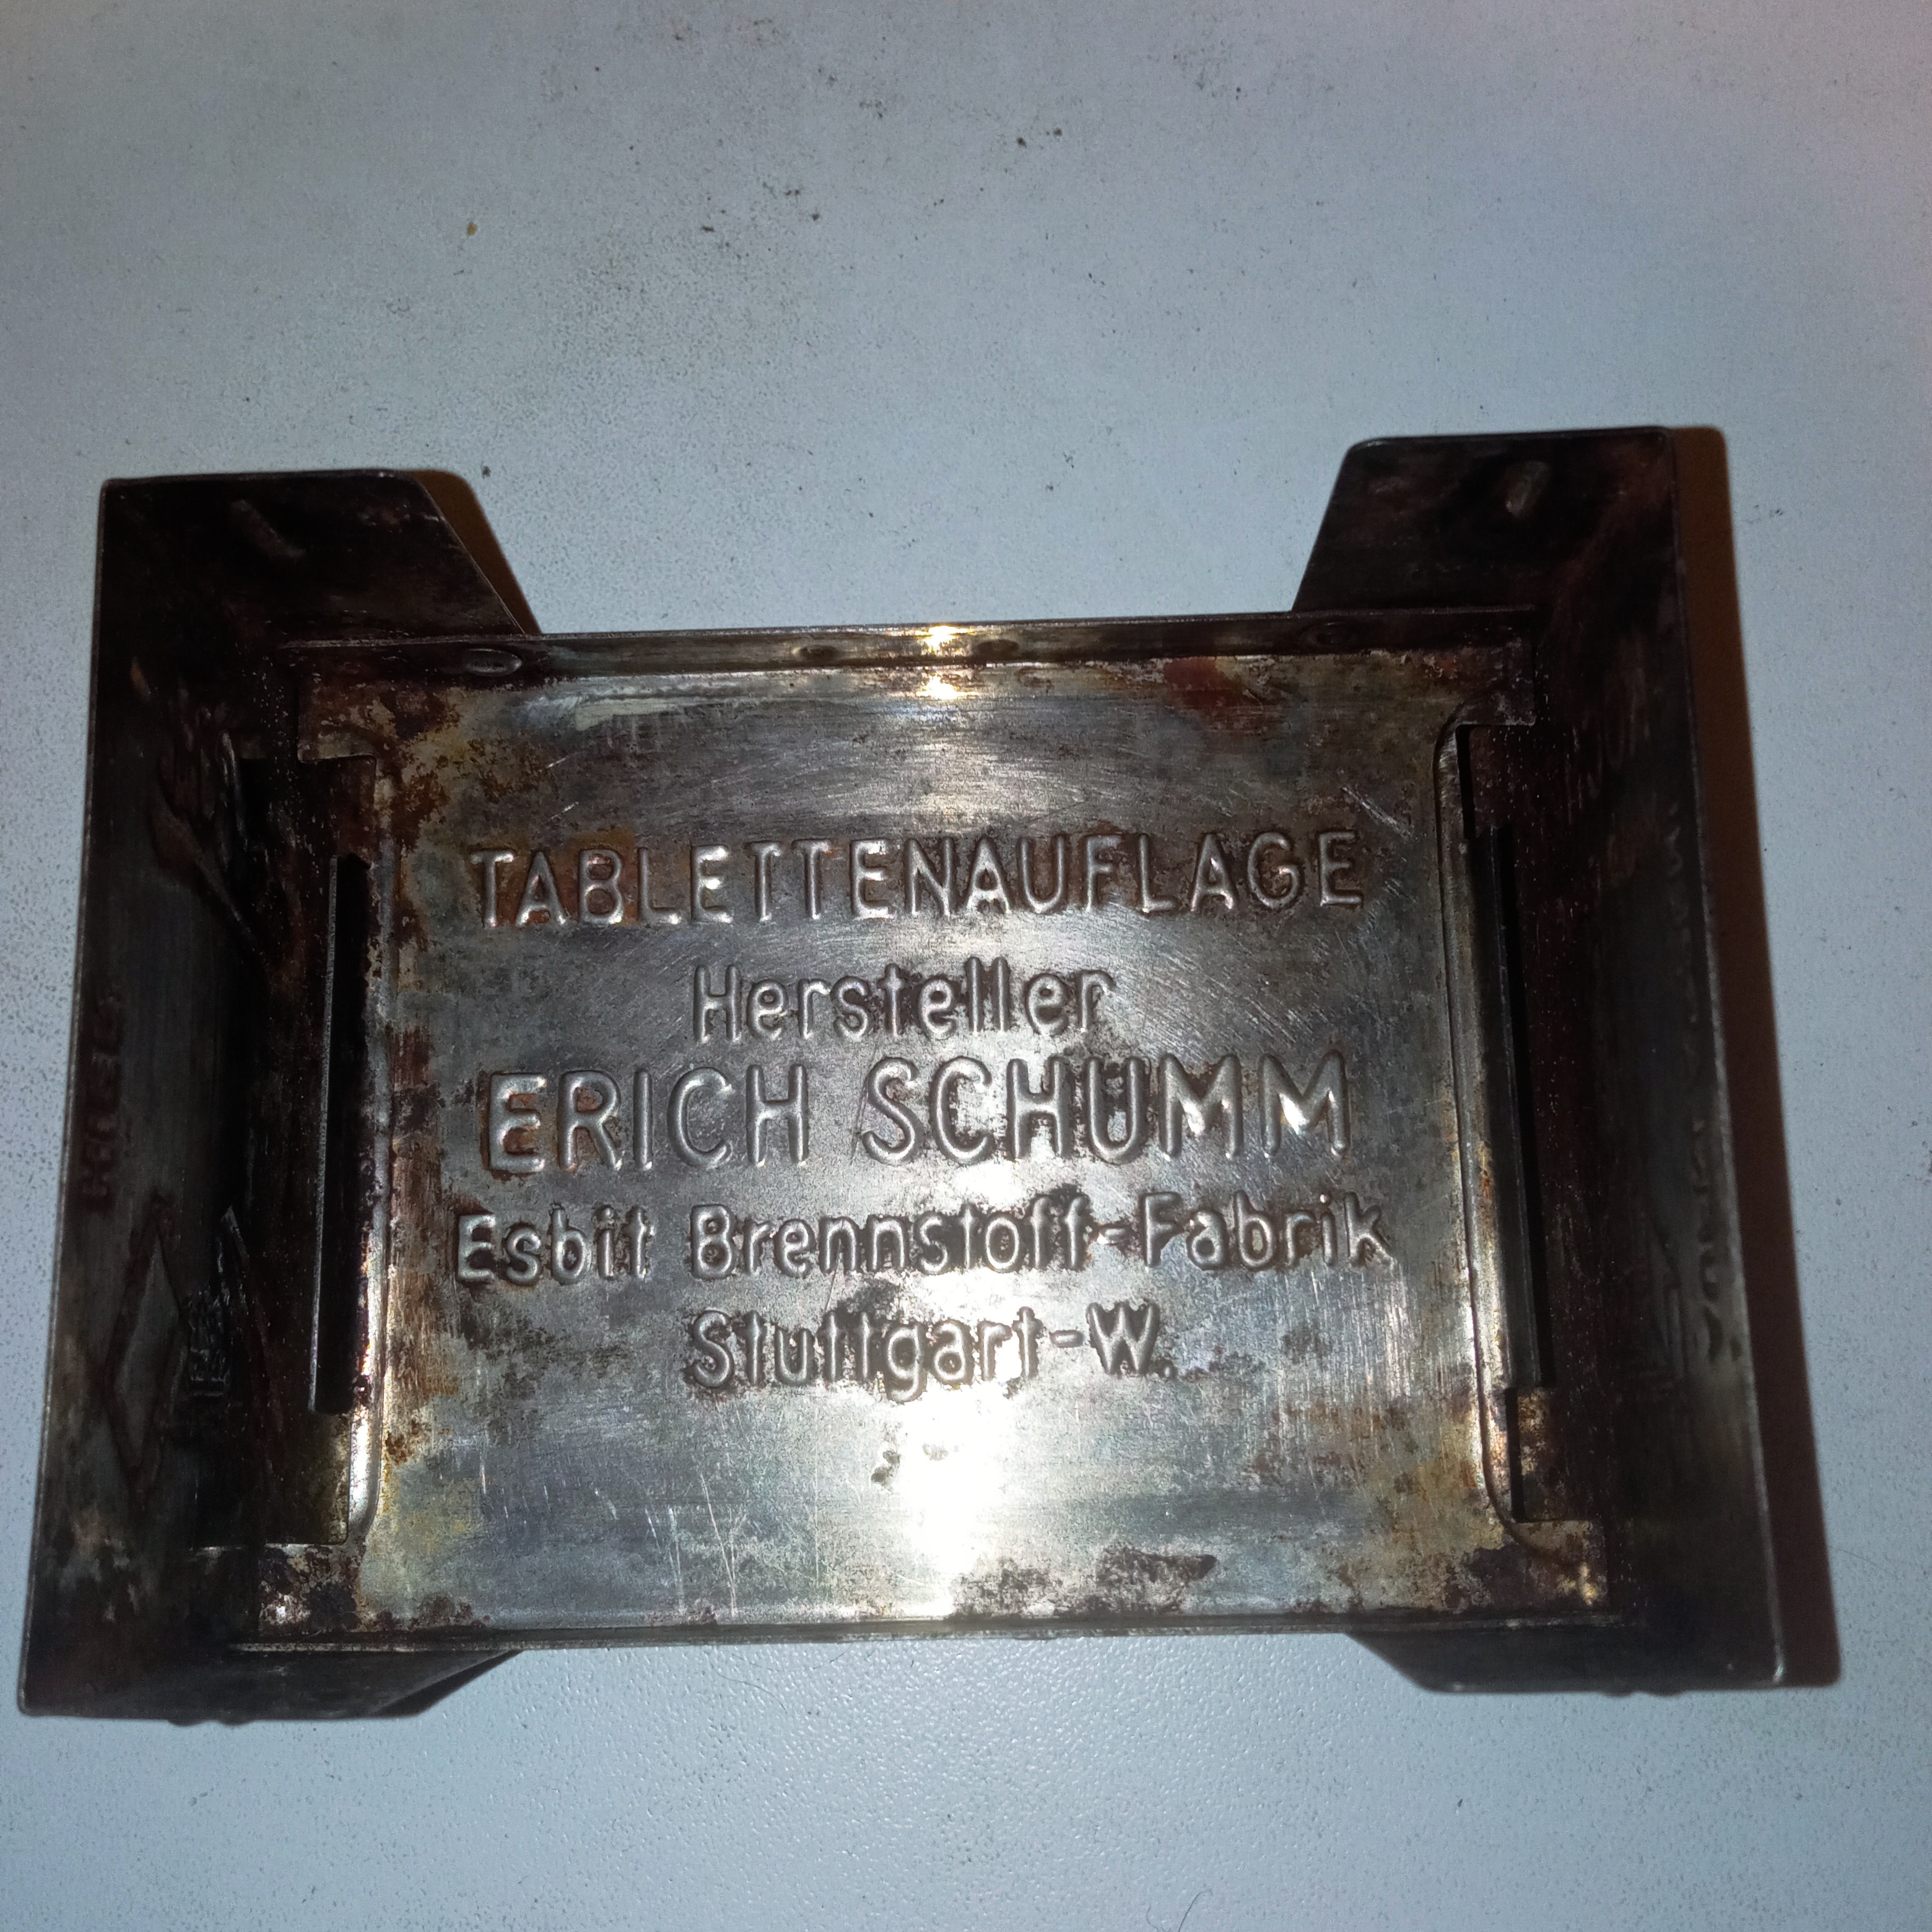 TABLETTENAUFLAGE
Hersteller
ERICH SCHUMM
Esbit Brennstoff-Fabrik
Stuttgart-W.